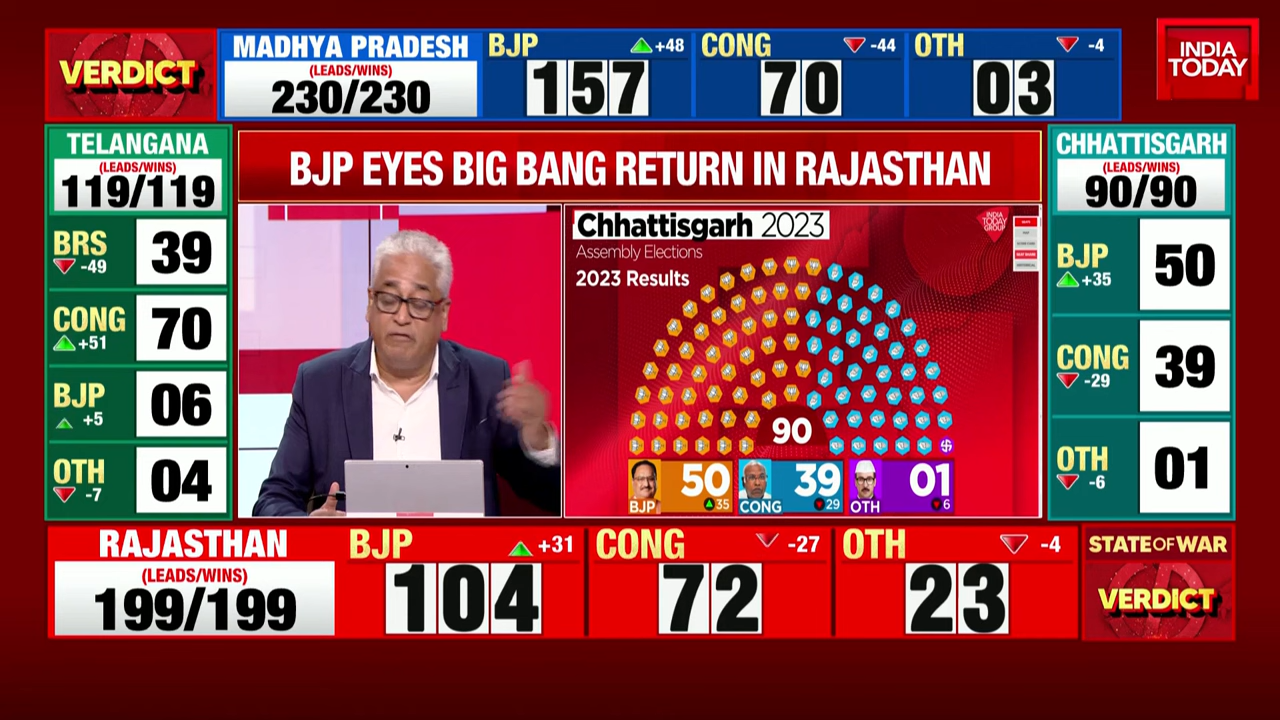 VERDICT
MADHYA PRADESH
(LEADS/WINS)
230/230
BJP
+48
157
CONG
-44
70
OTH
-4
03
INDIA
TODAY
TELANGANA
(LEADS/WINS)
119/119
BRS
-49
39
CONG
+51
70
BJP
+5
06
OTH
-7
04
BJP EYES BIG BANG RETURN IN RAJASTHAN
Chhattisgarh 2023
Assembly Elections
2023 Results
INDIA
TODAY
GROUP
90
50
BJP
35
39
CONG
29
01
OTH
6
CHHATTISGARH
(LEADS/WINS)
90/90
BJP
+35
50
CONG
-29
39
OTH
-6
01
RAJASTHAN
(LEADS/WINS)
199/199
BJP
+31
104
CONG
-27
72
OTH
-4
23
STATE OF WAR
VERDICT